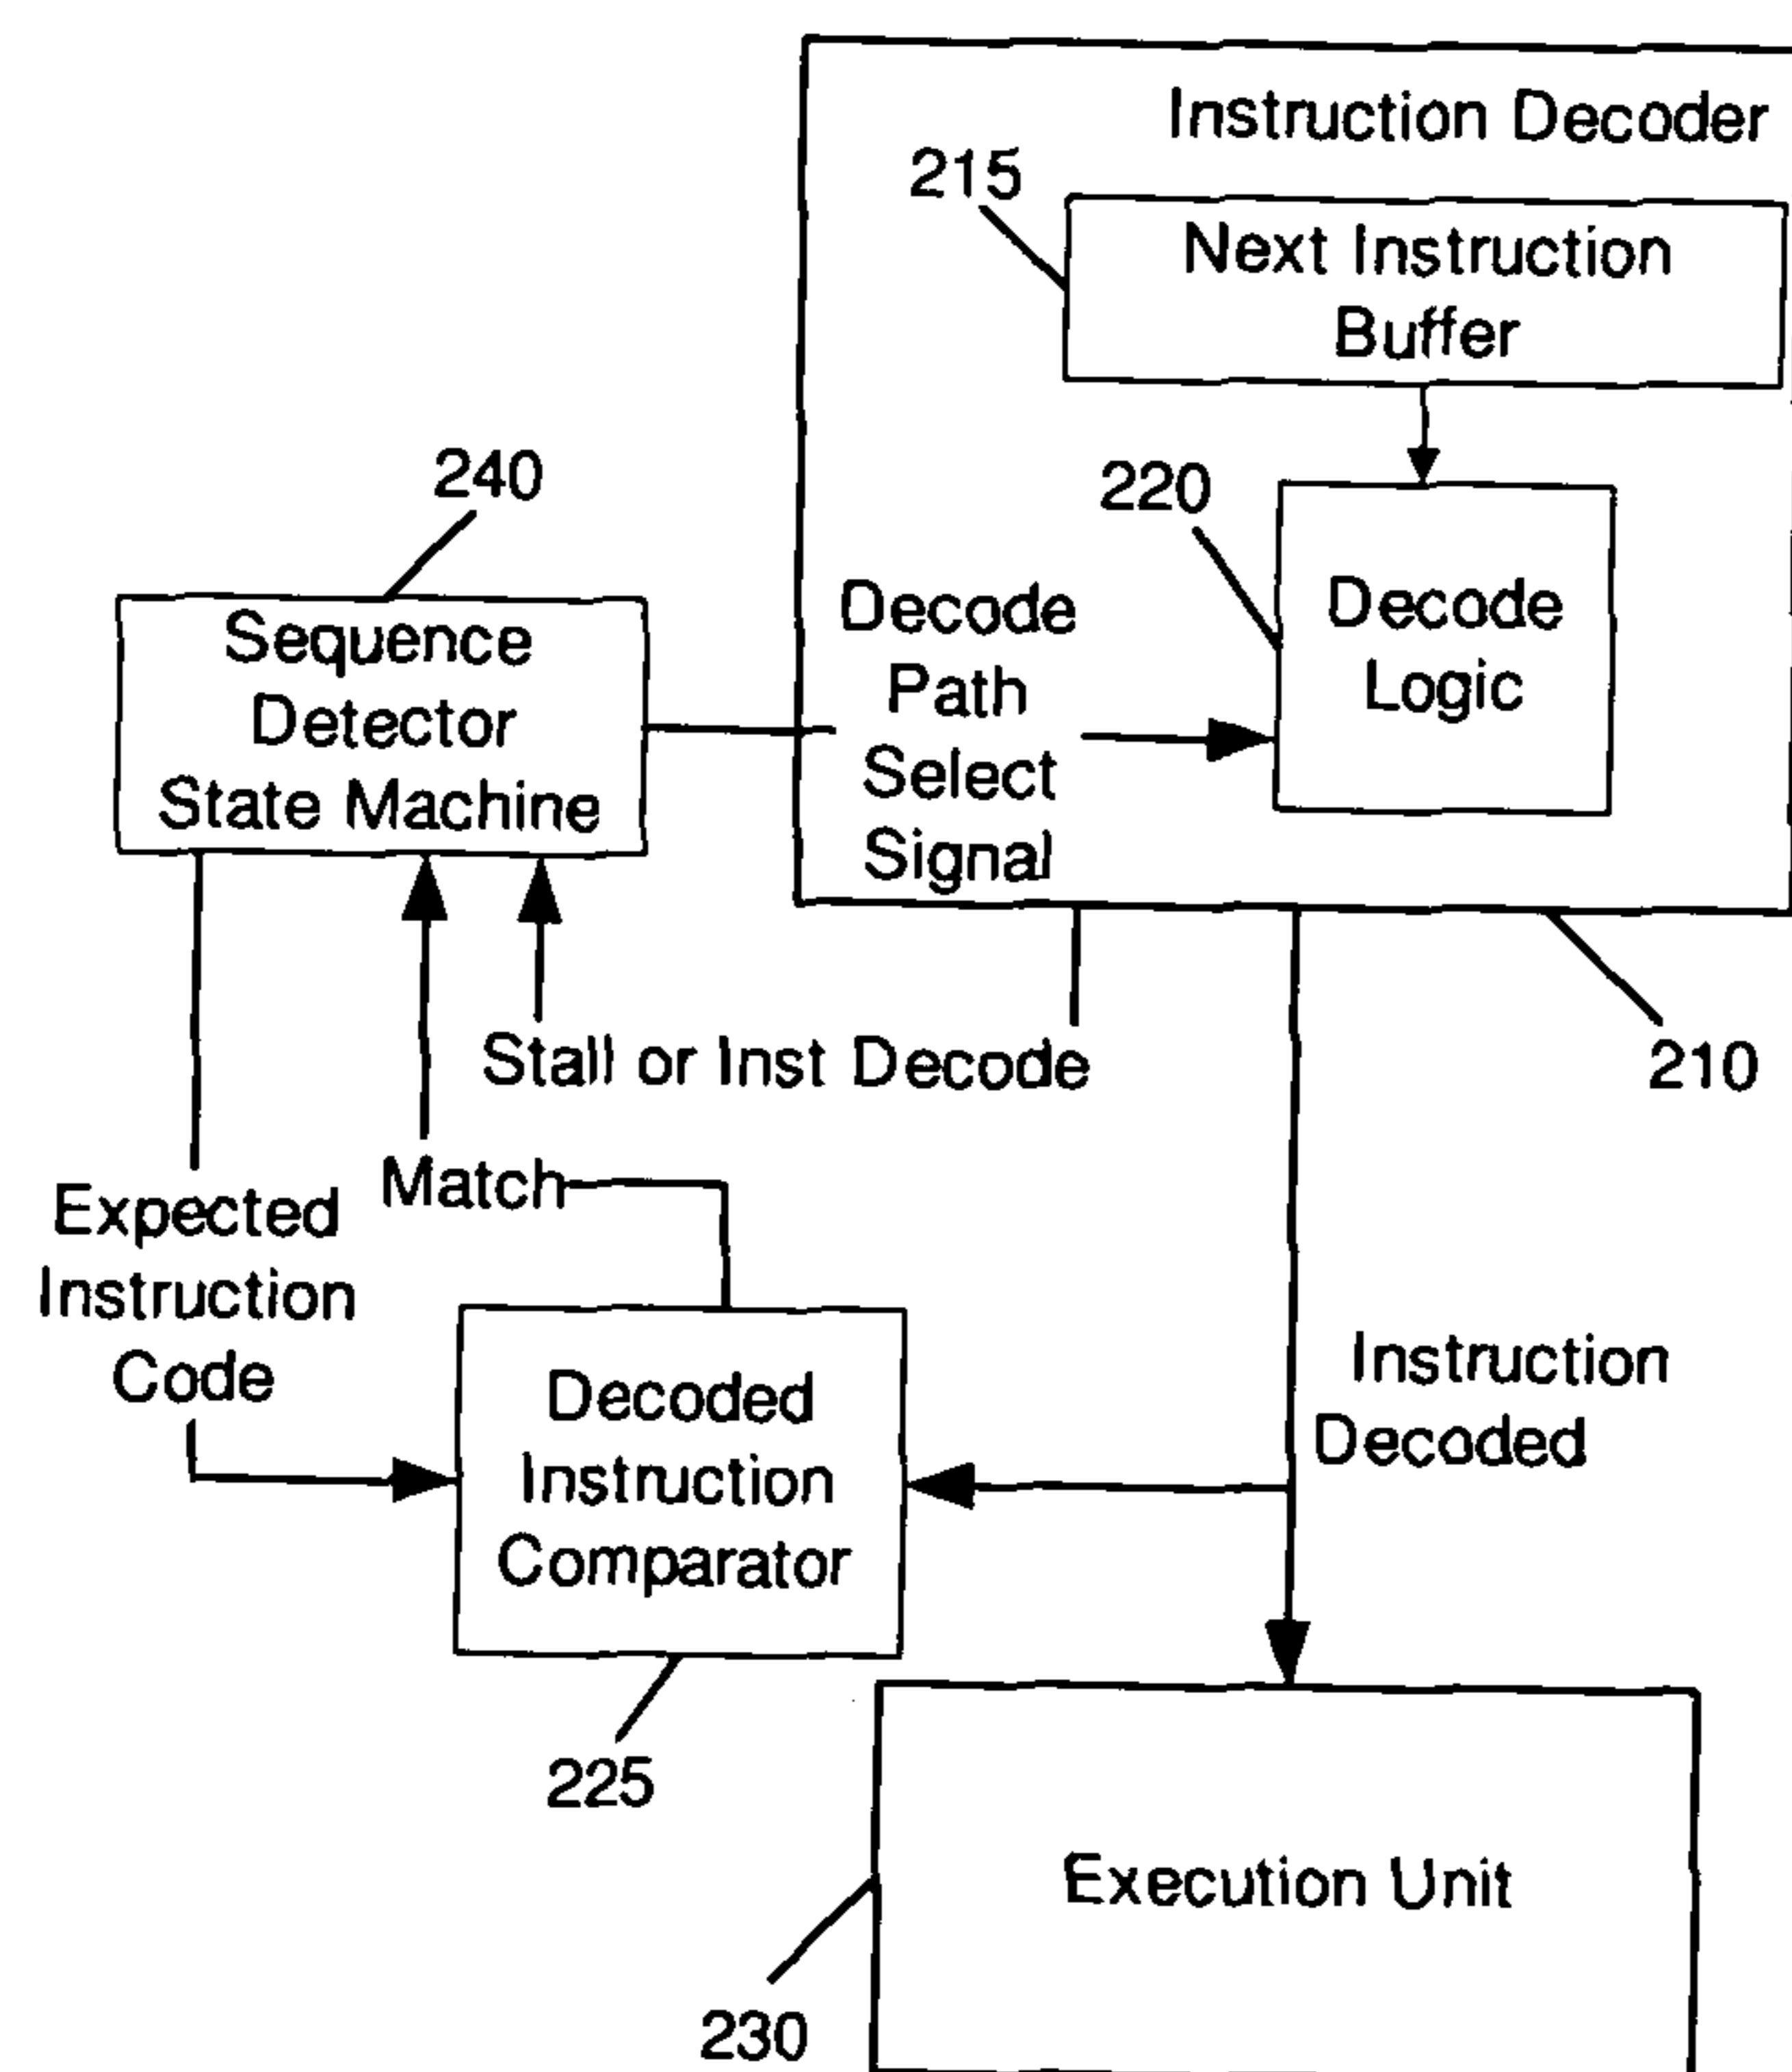 Instruction Decoder
215
Next Instruction
Buffer
240
220
Decode
Logic
Sequence
Detector
State Machine
Decode
Path
Select
Signal
Stall or Inst Decode
210
Match
Expected
Instruction
Code
Instruction
Decoded
Decoded
Instruction
Comparator
225
Execution Unit
230